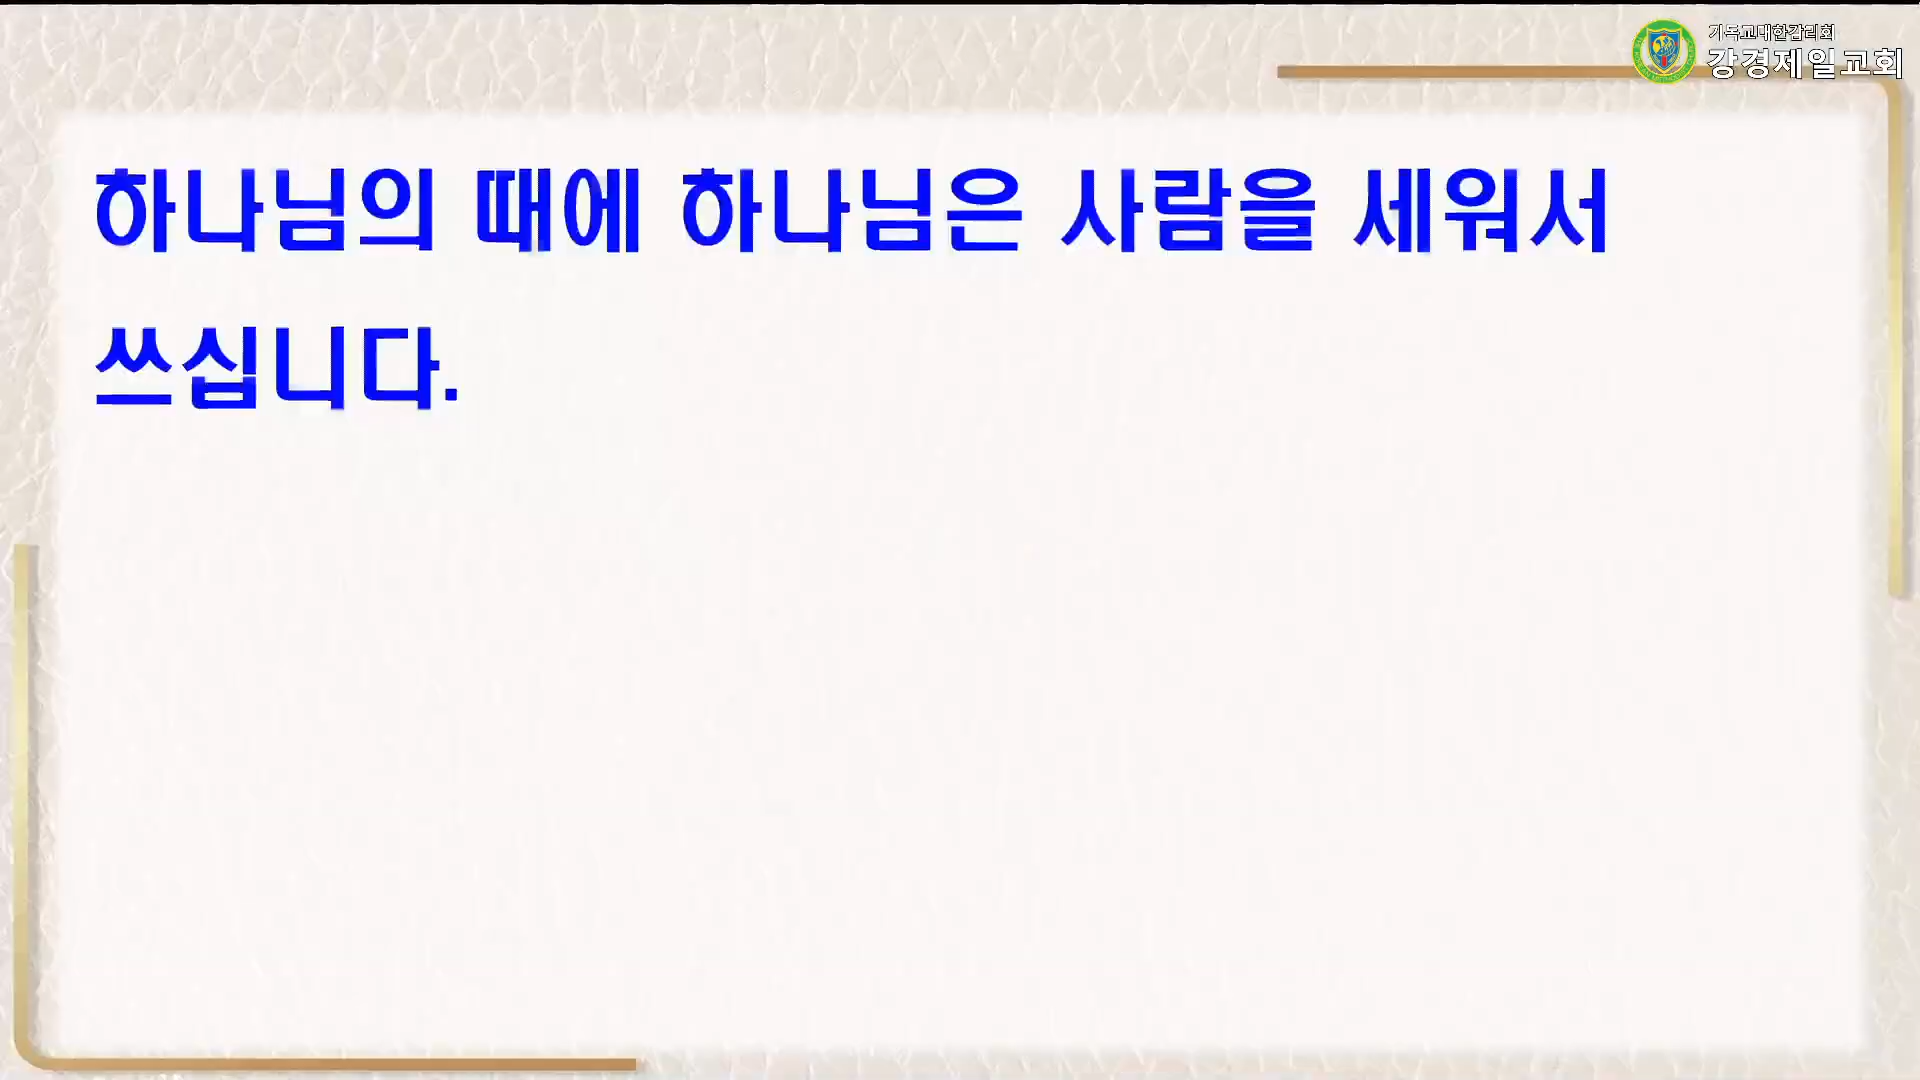 기독교대한감리회
강경제일교회
하나님의 때에 하나님은 사람을 세워서
쓰십니다.